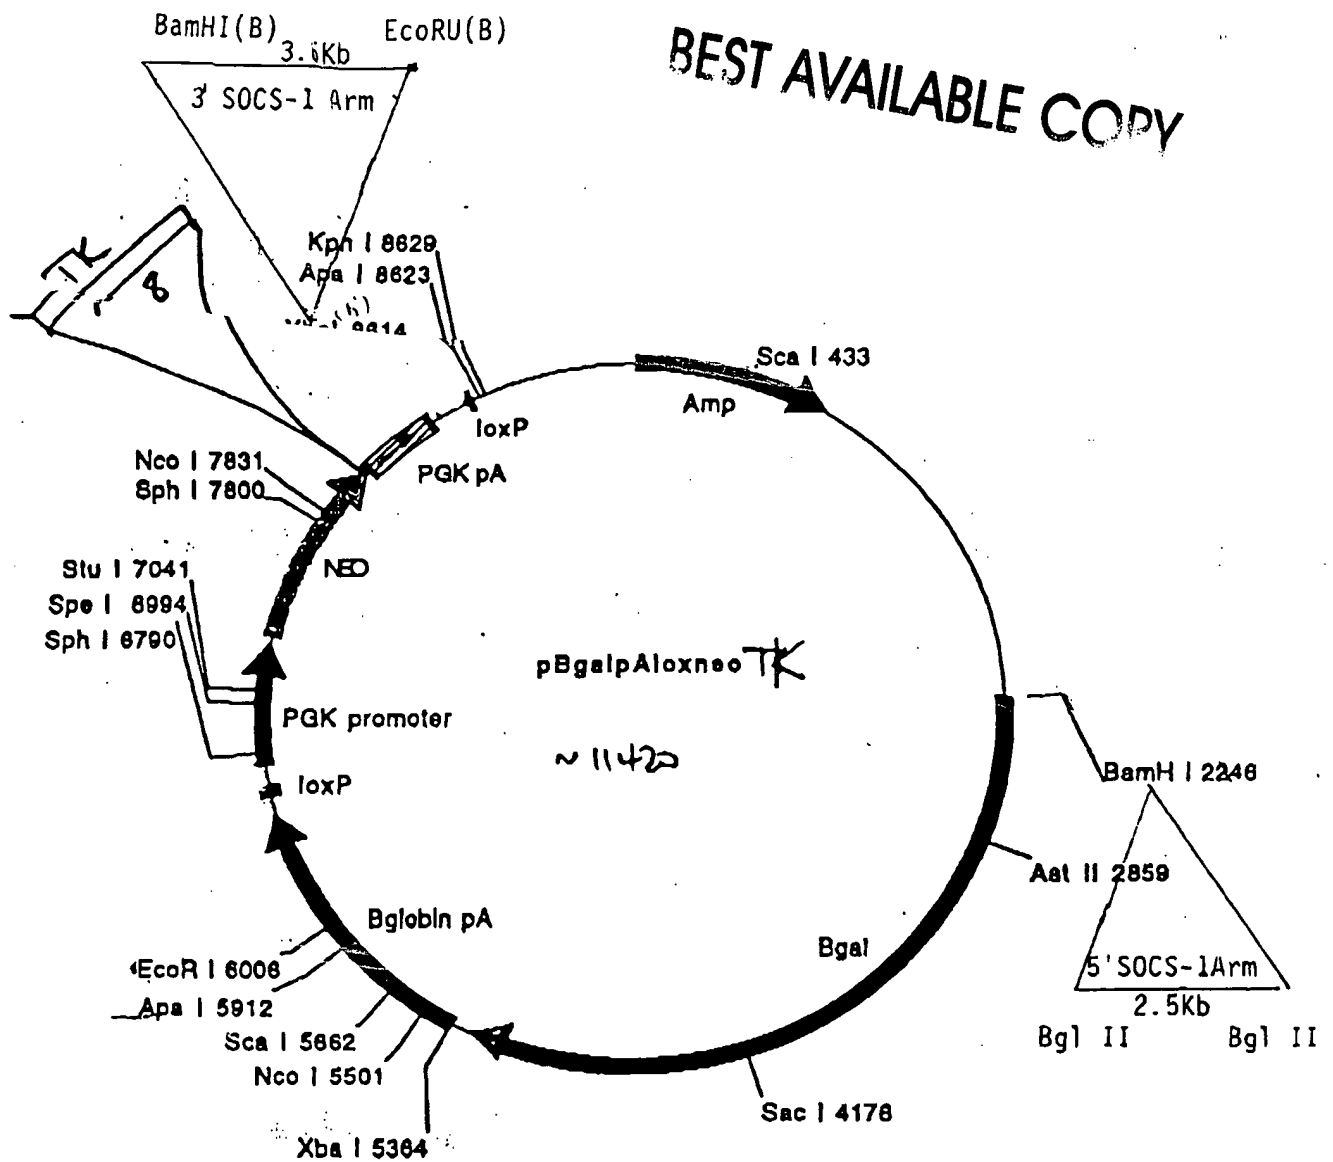 BamHI(B)
EcoRU(B)
3.6Kb
3' SOCS-1 Arm
BEST AVAILABLE COPY
TK
8
Kpn I 8629
Apa I 8623
Sca I 433
Amp
loxP
PGK pA
Nco I 7831
Sph I 7800
NEO
Stu I 7041
Spe I 6994
Sph I 6790
PGK promoter
loxP
pBgalpAloxneo TK
~ 11420
BamH I 2246
Aat II 2859
5'SOCS-1Arm
2.5Kb
Bgl II
Bgl II
Bgal
Bglobin pA
EcoR I 6006
Apa I 5912
Sca I 5662
Nco I 5501
Xba I 5364
Sac I 4176